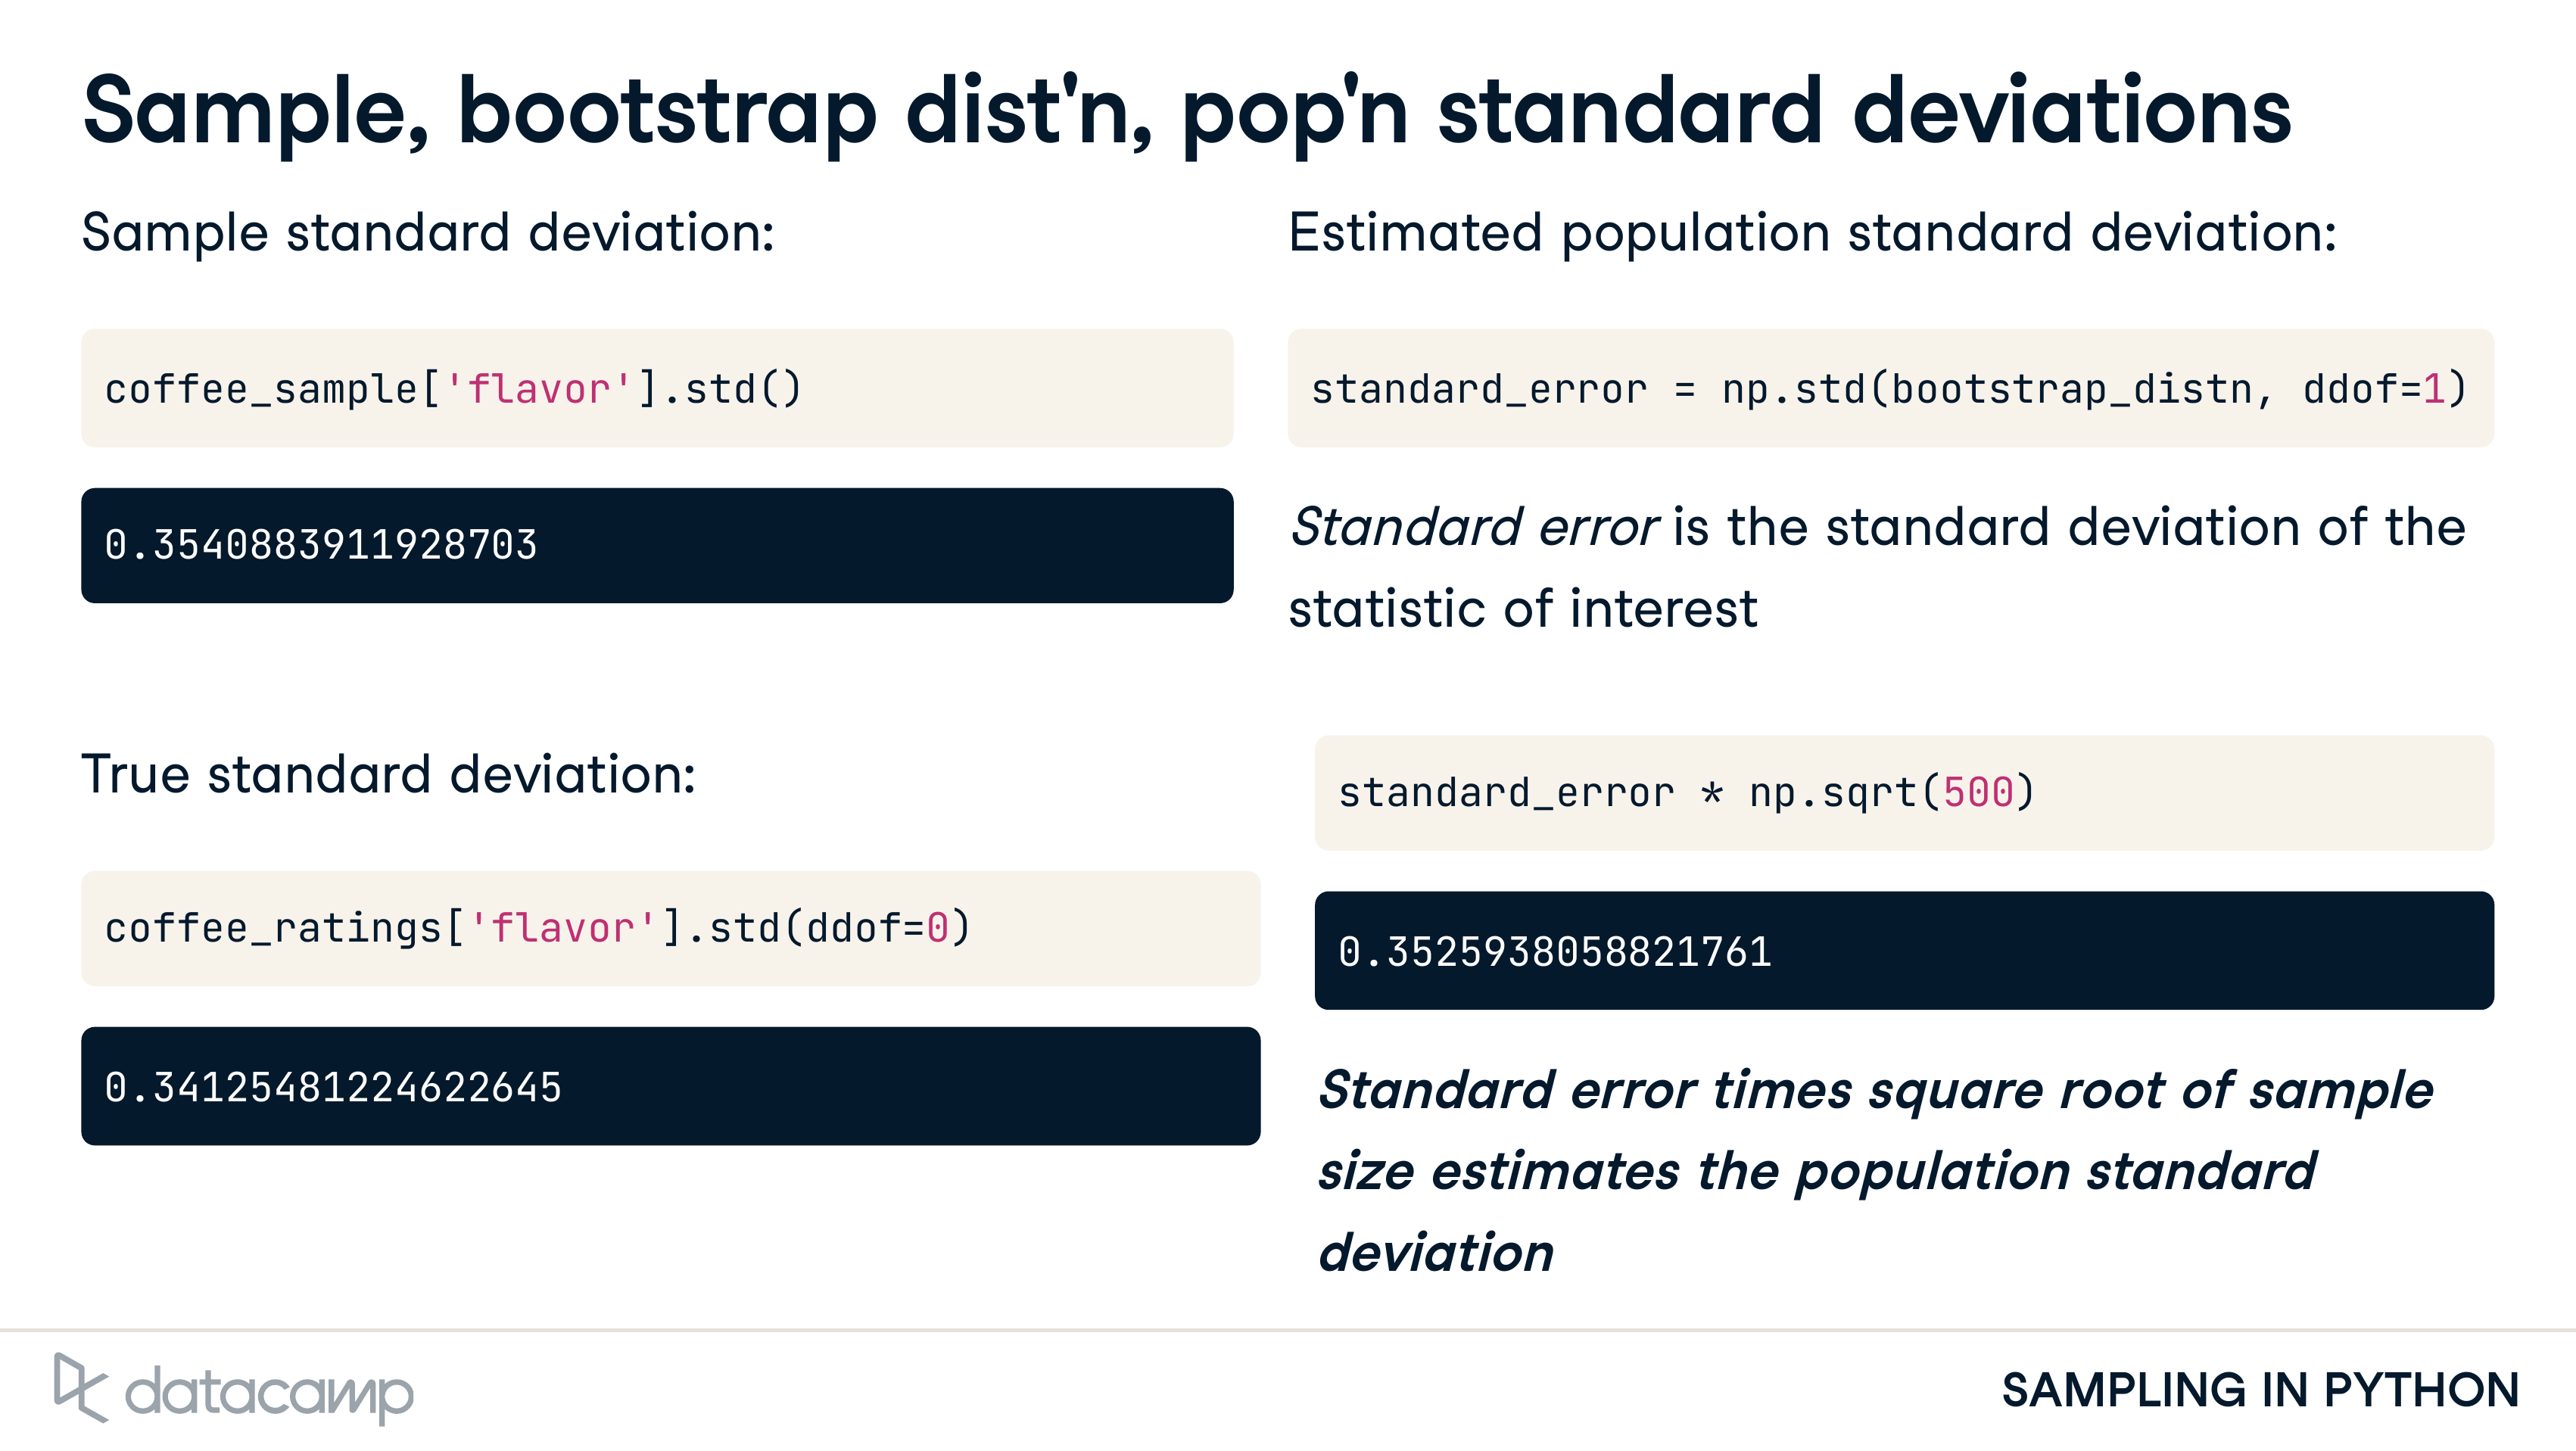 Sample, bootstrap dist'n, pop'n standard deviations
Sample standard deviation:
coffee_sample['flavor'].std()
0.3540883911928703
True standard deviation:
coffee_ratings['flavor'].std(ddof=0)
0.34125481224622645
Estimated population standard deviation:
standard_error = np.std(bootstrap_distn, ddof=1)
Standard error is the standard deviation of the
statistic of interest
standard_error * np.sqrt(500)
0.3525938058821761
Standard error times square root of sample
size estimates the population standard
deviation
datacamp
SAMPLING IN PYTHON